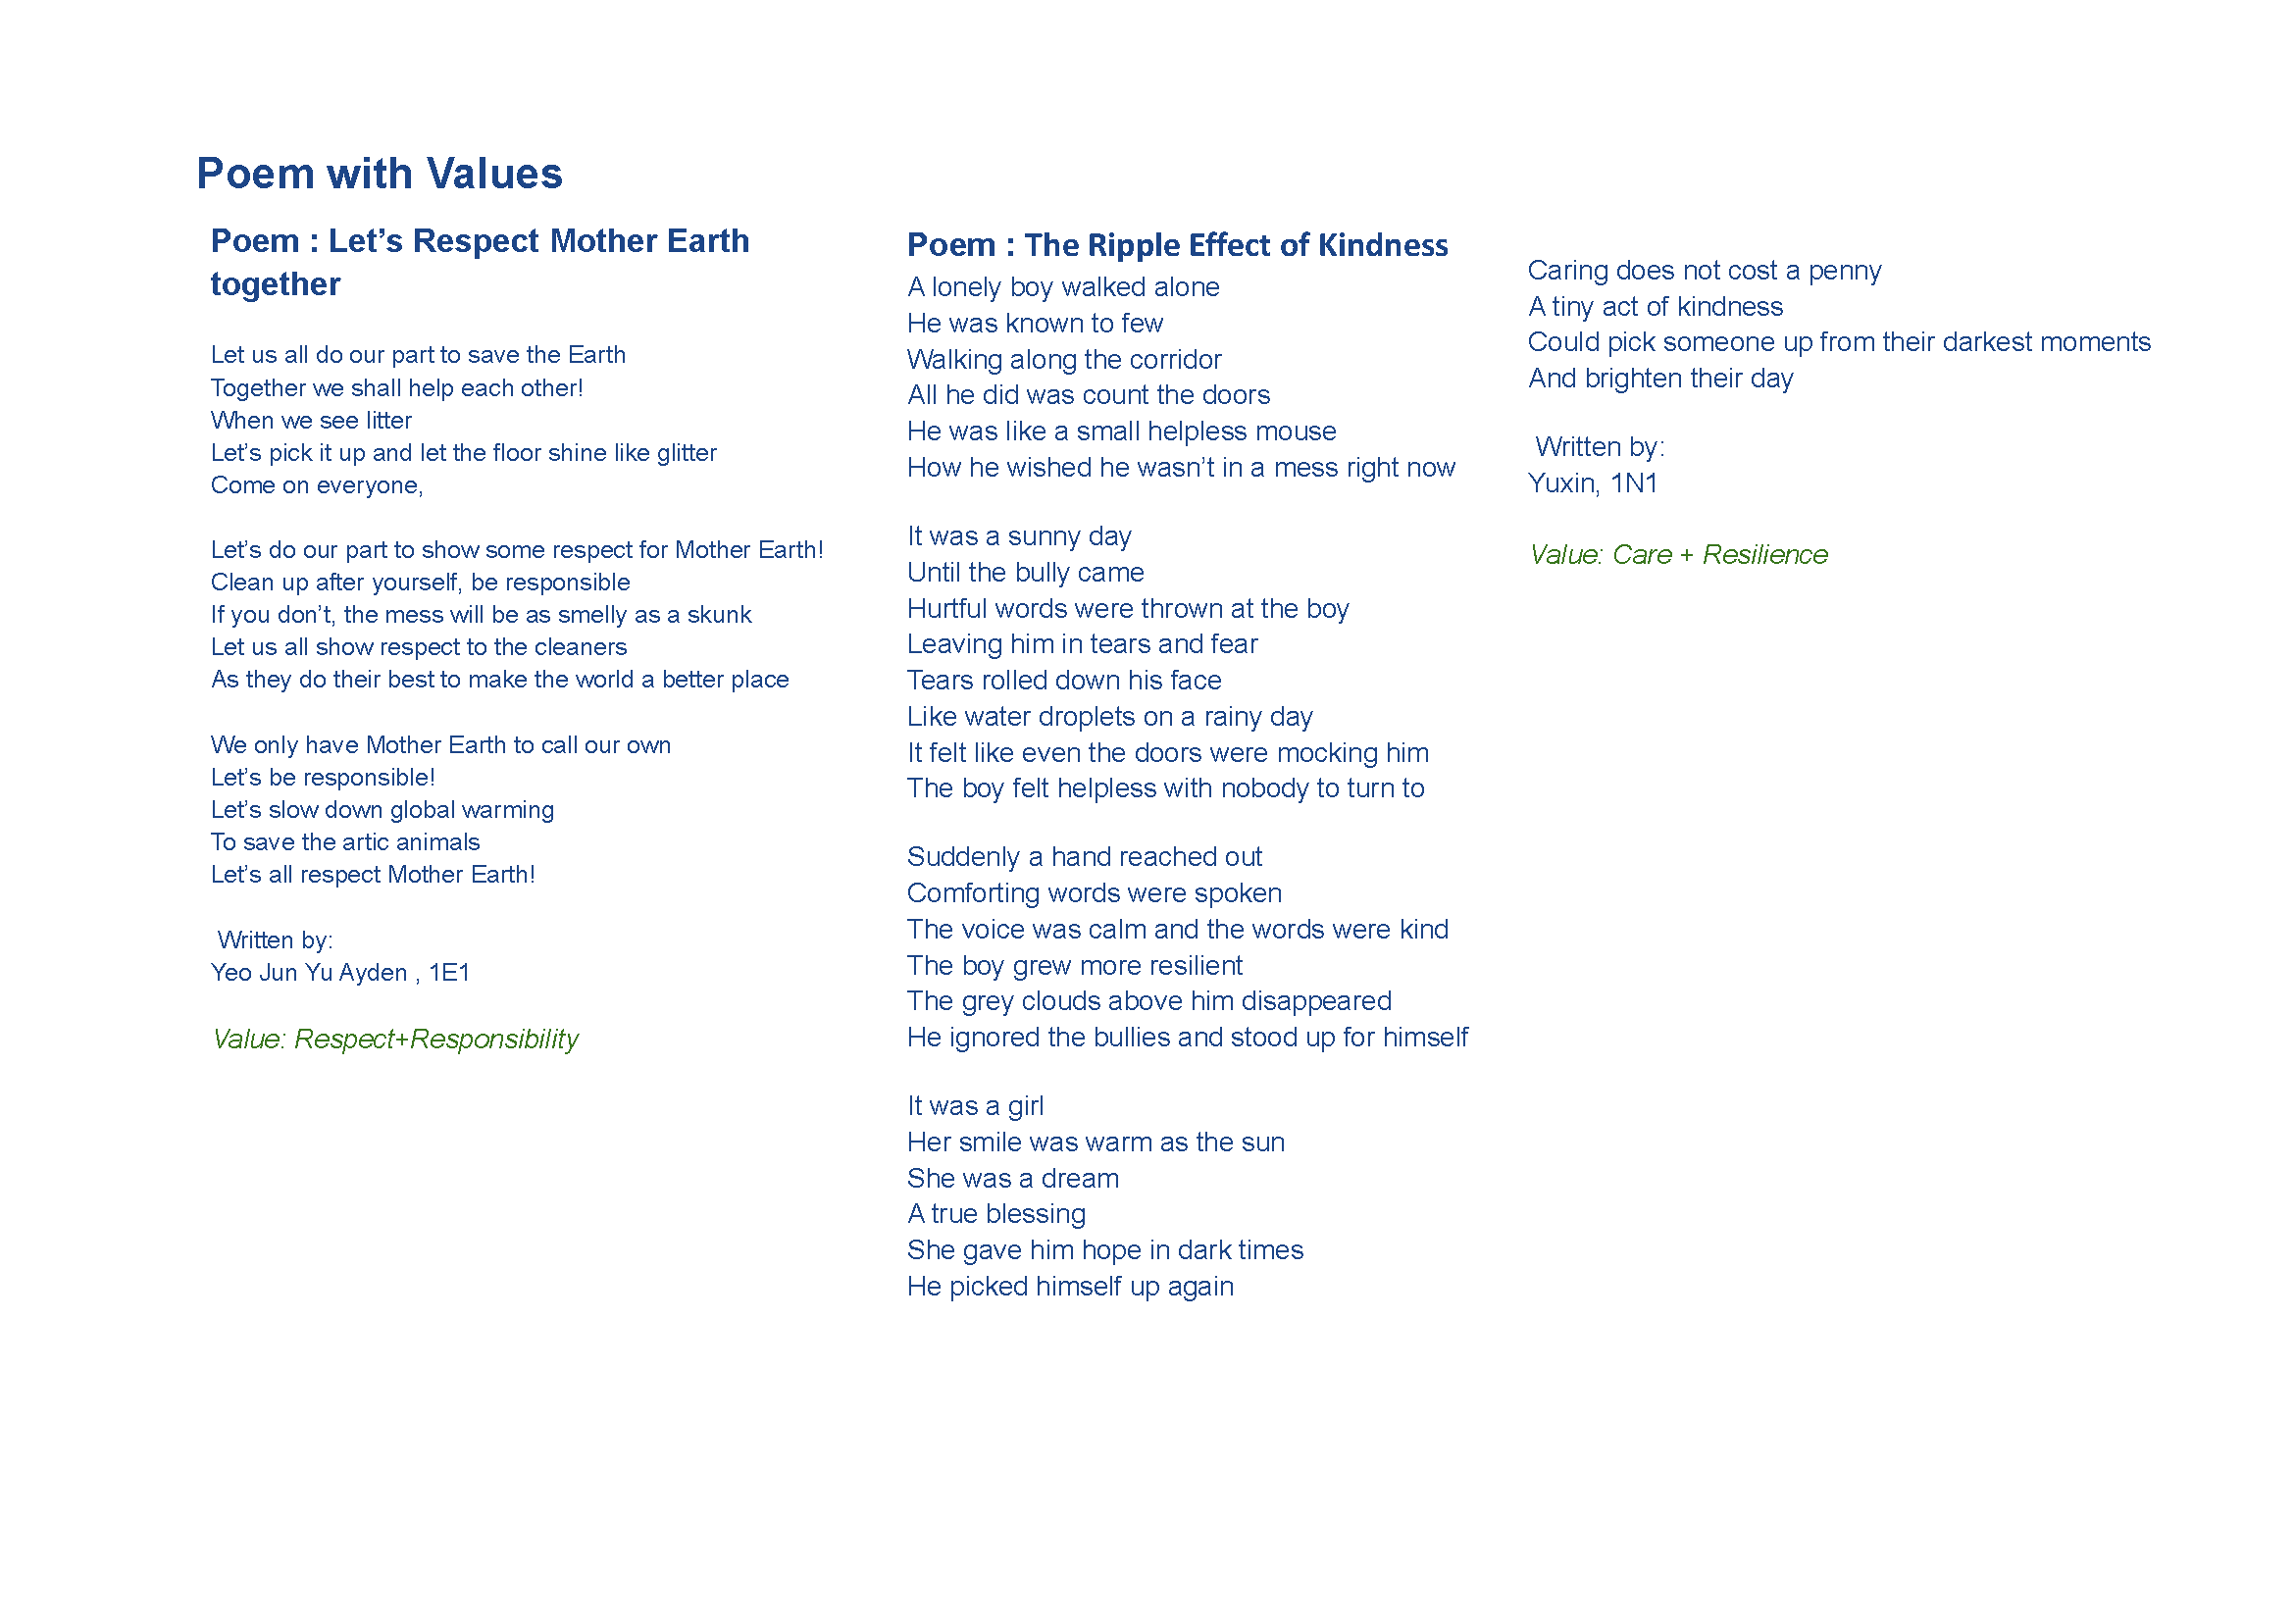 Poem with Values
Poem : Let’s Respect Mother Earth
together
Let us all do our part to save the Earth
Together we shall help each other!
When we see litter
Let’s pick it up and let the floor shine like glitter
Come on everyone,
Let’s do our part to show some respect for Mother Earth!
Clean up after yourself, be responsible
If you don’t, the mess will be as smelly as a skunk
Let us all show respect to the cleaners
As they do their best to make the world a better place
We only have Mother Earth to call our own
Let’s be responsible!
Let’s slow down global warming
To save the artic animals
Let’s all respect Mother Earth!
Written by:
Yeo Jun Yu Ayden , 1E1
Value: Respect+Responsibility
Poem : The Ripple Effect of Kindness
A lonely boy walked alone
He was known to few
Walking along the corridor
All he did was count the doors
He was like a small helpless mouse
How he wished he wasn’t in a mess right now
It was a sunny day
Until the bully came
Hurtful words were thrown at the boy
Leaving him in tears and fear
Tears rolled down his face
Like water droplets on a rainy day
It felt like even the doors were mocking him
The boy felt helpless with nobody to turn to
Suddenly a hand reached out
Comforting words were spoken
The voice was calm and the words were kind
The boy grew more resilient
The grey clouds above him disappeared
He ignored the bullies and stood up for himself
It was a girl
Her smile was warm as the sun
She was a dream
A true blessing
She gave him hope in dark times
He picked himself up again
Caring does not cost a penny
A tiny act of kindness
Could pick someone up from their darkest moments
And brighten their day
Written by:
Yuxin, 1N1
Value: Care + Resilience